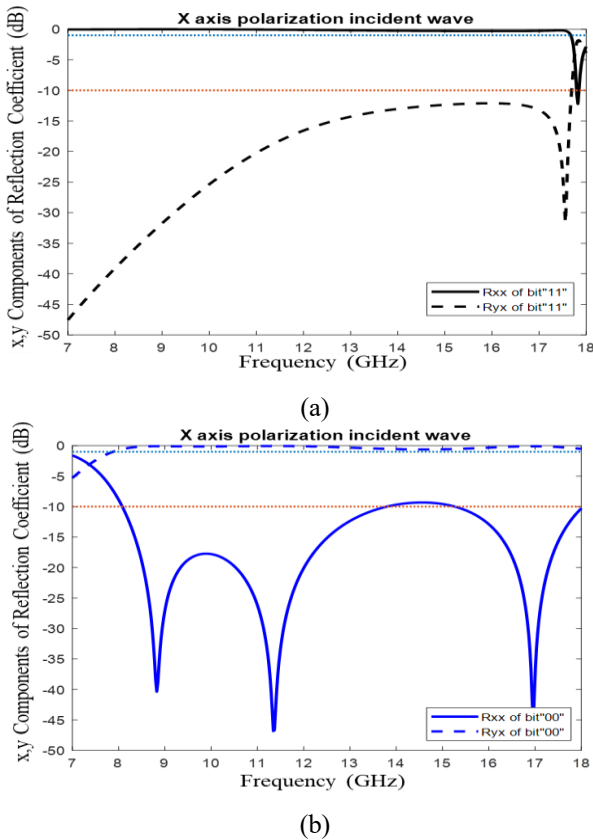 X axis polarization incident wave
x,y Components of Reflection Coefficient (dB)
0
-5
-10
-15
-20
-25
-30
-35
-40
-45
-50
Rxx of bit"11"
Ryx of bit"11"
7 8 9 10 11 12 13 14 15 16 17 18
Frequency (GHz)
(a)
X axis polarization incident wave
x,y Components of Reflection Coefficient (dB)
0
-5
-10
-15
-20
-25
-30
-35
-40
-45
-50
Rxx of bit"00"
Ryx of bit"00"
7 8 9 10 11 12 13 14 15 16 17 18
Frequency (GHz)
(b)